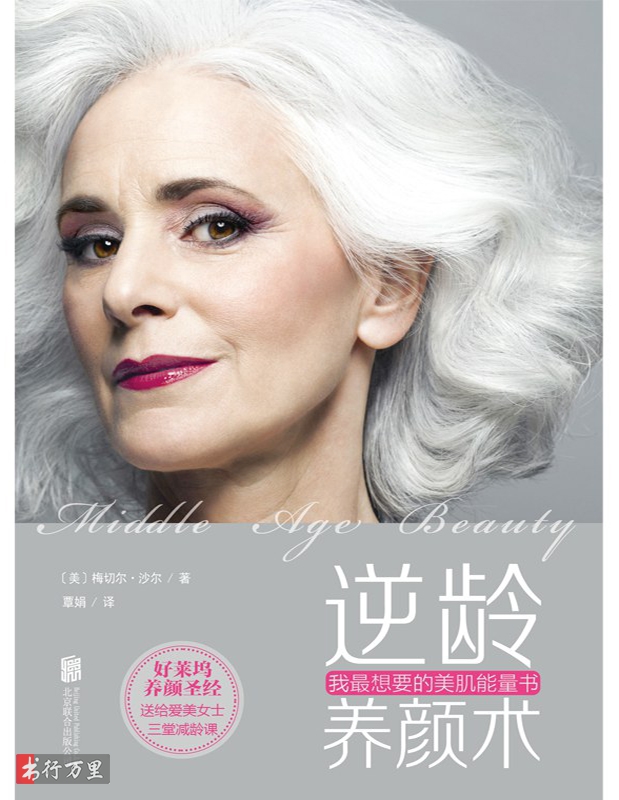 Middle Age Beauty
〔美〕梅切尔·沙尔 / 著
覃娟 / 译
逆龄
我最想要的美肌能量书
养颜术
好莱坞
养颜圣经
送给爱美女士
三堂减龄课
北京联合出版公
书行万里